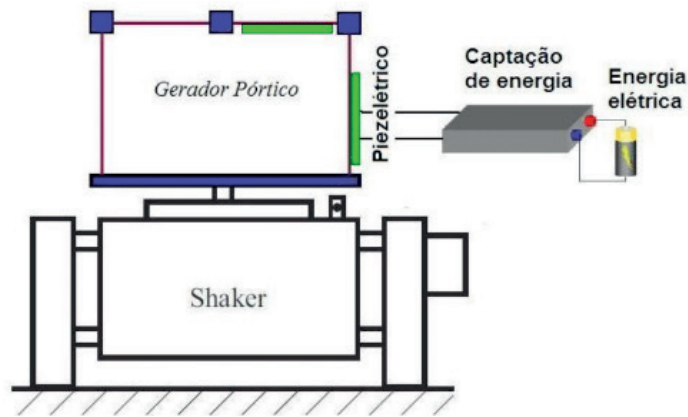 Gerador Pórtico
Piezelétrico
Captação
de energia
Energia
elétrica
Shaker